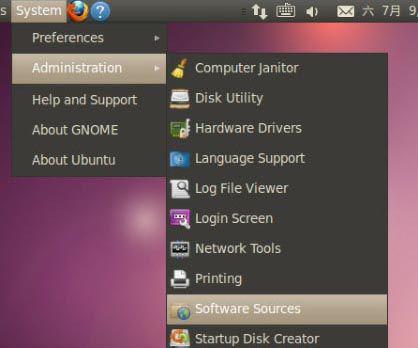 s System ? 六 7月 9,
Preferences
Administration
Help and Support
About GNOME
About Ubuntu
Computer Janitor
Disk Utility
Hardware Drivers
Language Support
Log File Viewer
Login Screen
Network Tools
Printing
Software Sources
Startup Disk Creator